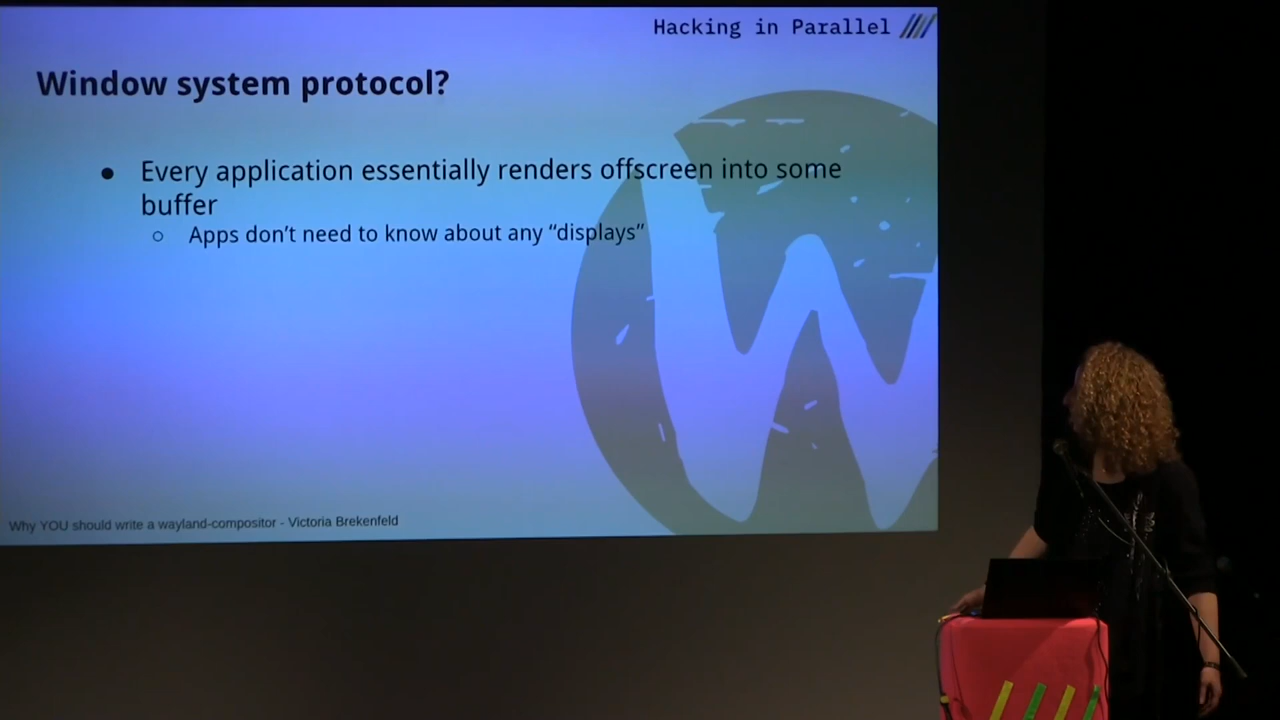 Hacking in Parallel
Window system protocol?
● Every application essentially renders offscreen into some
buffer
○ Apps don't need to know about any “displays”
Why YOU should write a wayland-compositor - Victoria Brekenfeld